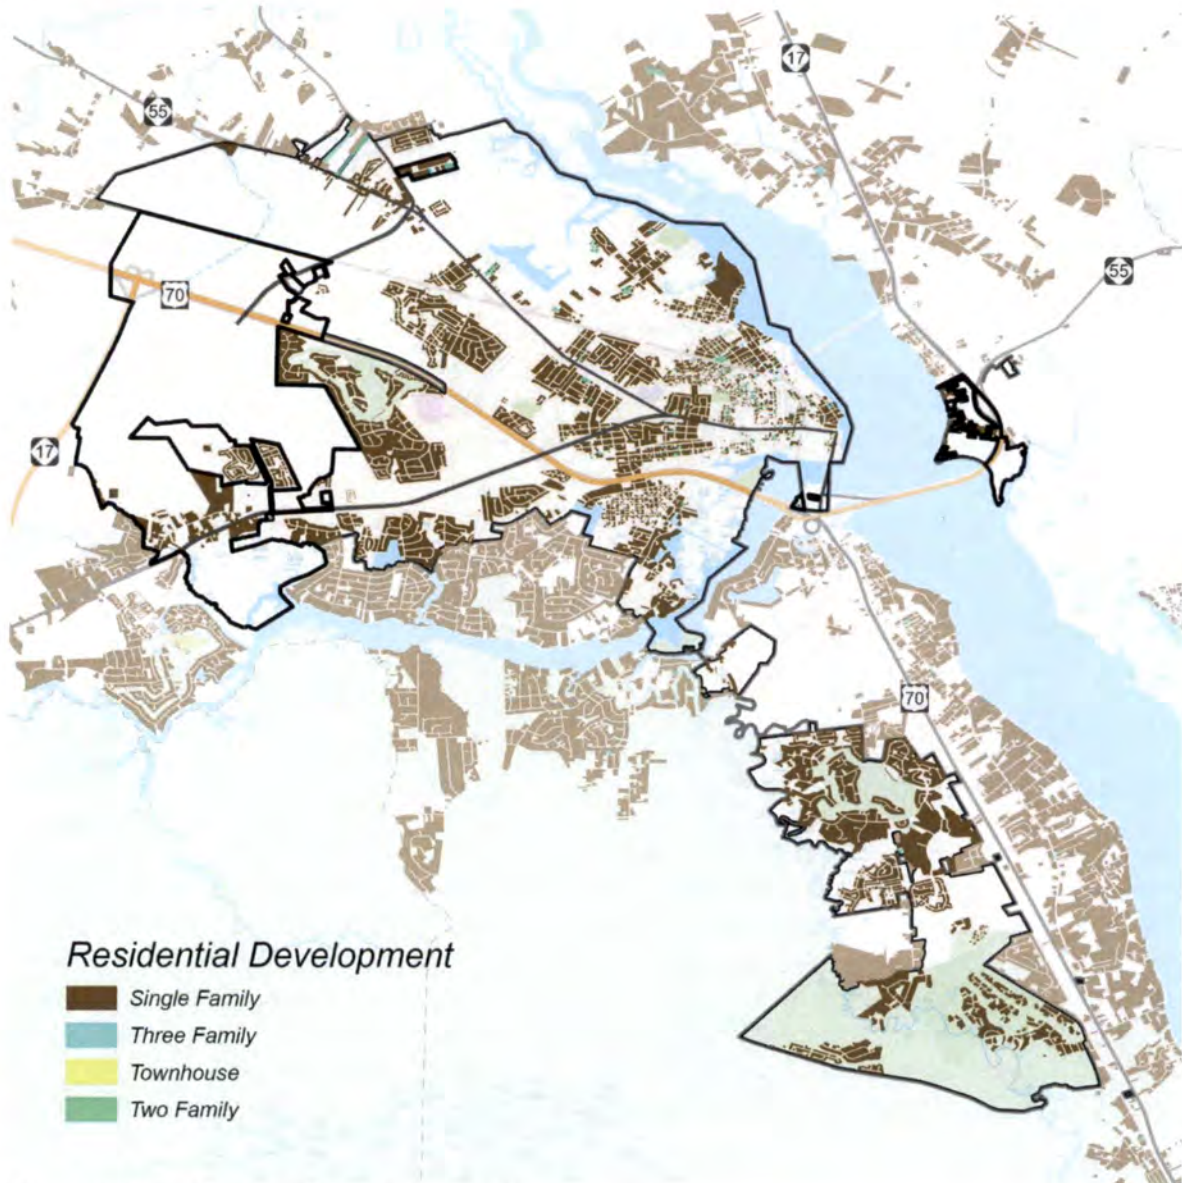 17
55
55
70
17
70
Residential Development
Single Family
Three Family
Townhouse
Two Family